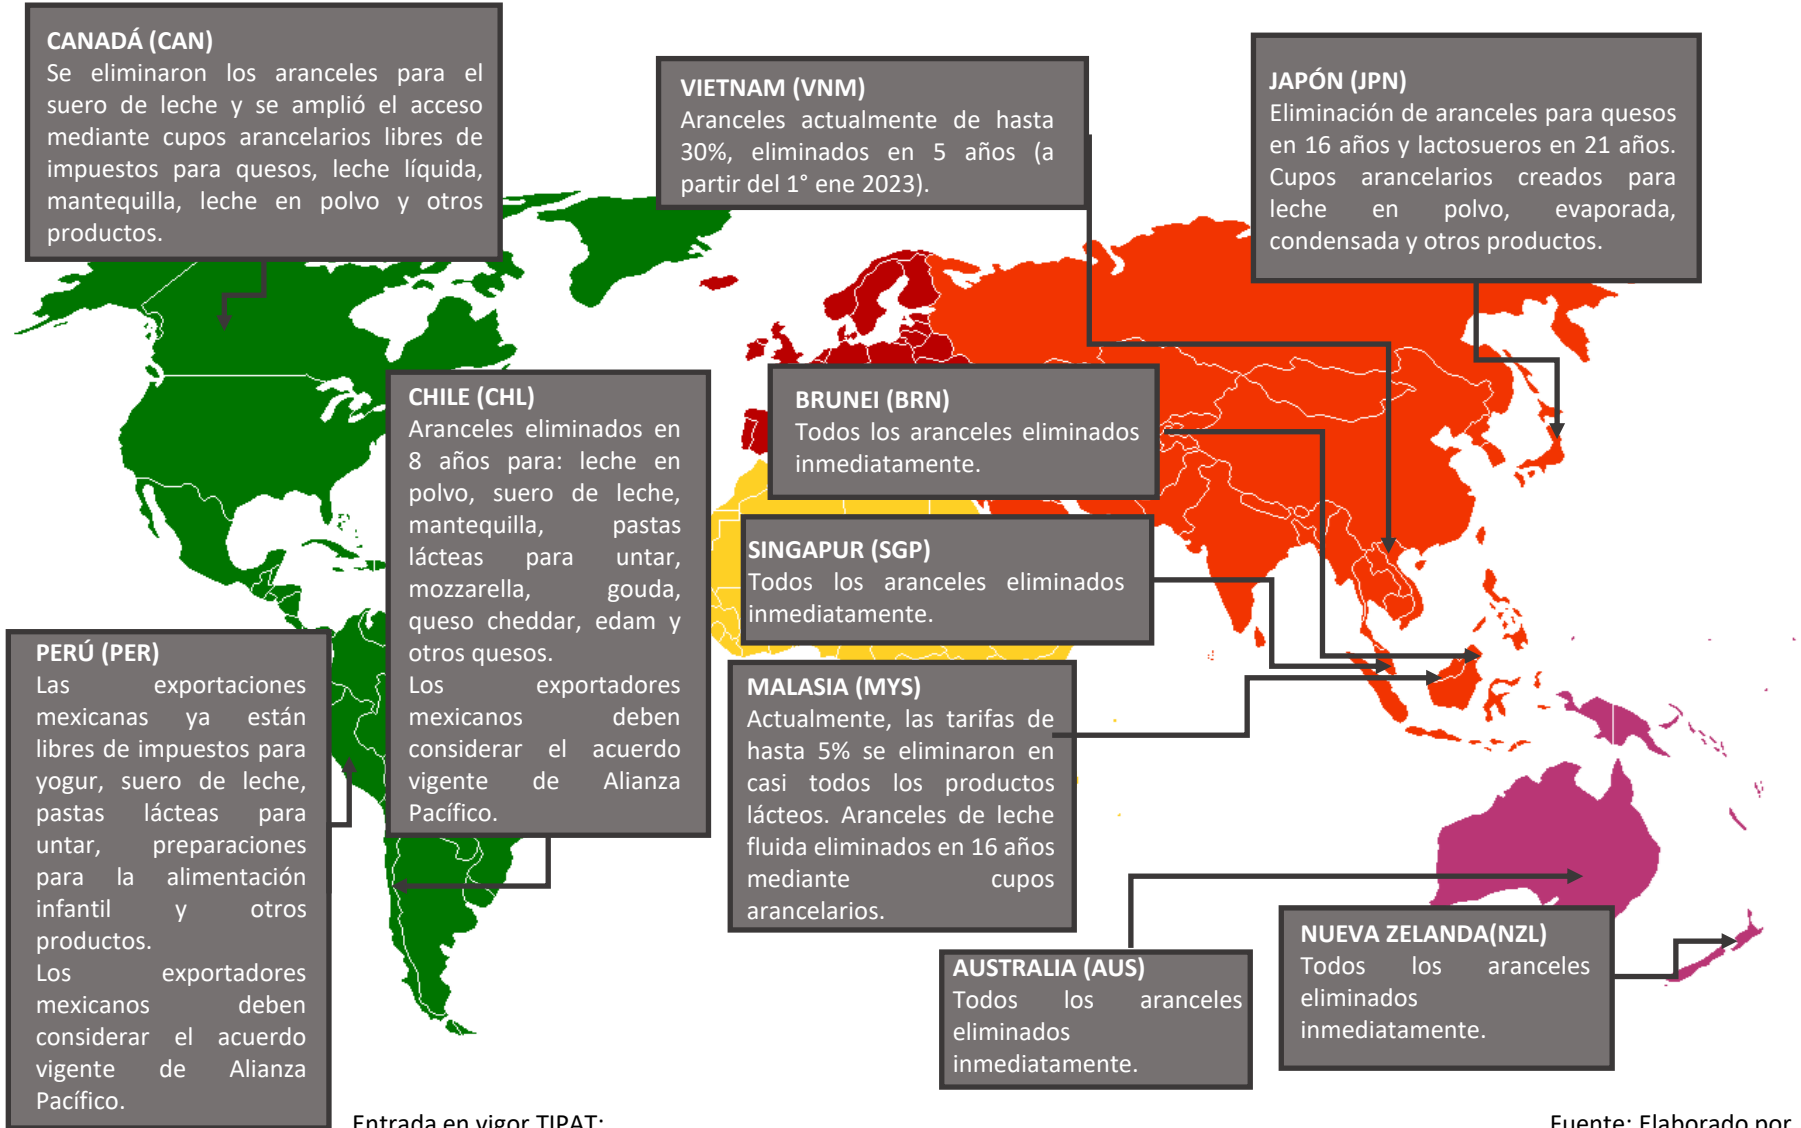 CANADÁ (CAN)
Se eliminaron los aranceles para el
suero de leche y se amplió el acceso
mediante cupos arancelarios libres de
impuestos para quesos, leche líquida,
mantequilla, leche en polvo y otros
productos.
VIETNAM (VNM)
Aranceles actualmente de hasta
30%, eliminados en 5 años (a
partir del 1° ene 2023).
JAPÓN (JPN)
Eliminación de aranceles para quesos
en 16 años y lactosueros en 21 años.
Cupos arancelarios creados para
leche en polvo, evaporada,
condensada y otros productos.
CHILE (CHL)
Aranceles eliminados en
8 años para: leche en
polvo, suero de leche,
mantequilla, pastas
lácteas para untar,
mozzarella, gouda,
queso cheddar, edam y
otros quesos.
Los exportadores
mexicanos deben
considerar el acuerdo
vigente de Alianza
Pacífico.
BRUNEI (BRN)
Todos los aranceles eliminados
inmediatamente.
SINGAPUR (SGP)
Todos los aranceles eliminados
inmediatamente.
PERÚ (PER)
Las exportaciones
mexicanas ya están
libres de impuestos para
yogur, suero de leche,
pastas lácteas para
untar, preparaciones
para la alimentación
infantil y otros
productos.
Los exportadores
mexicanos deben
considerar el acuerdo
vigente de Alianza
Pacífico.
MALASIA (MYS)
Actualmente, las tarifas de
hasta 5% se eliminaron en
casi todos los productos
lácteos. Aranceles de leche
fluida eliminados en 16 años
mediante cupos
arancelarios.
AUSTRALIA (AUS)
Todos los aranceles
eliminados
inmediatamente.
NUEVA ZELANDA(NZL)
Todos los aranceles
eliminados
inmediatamente.
Entrada en vigor TIPAT:
Fuente: Elaborado por